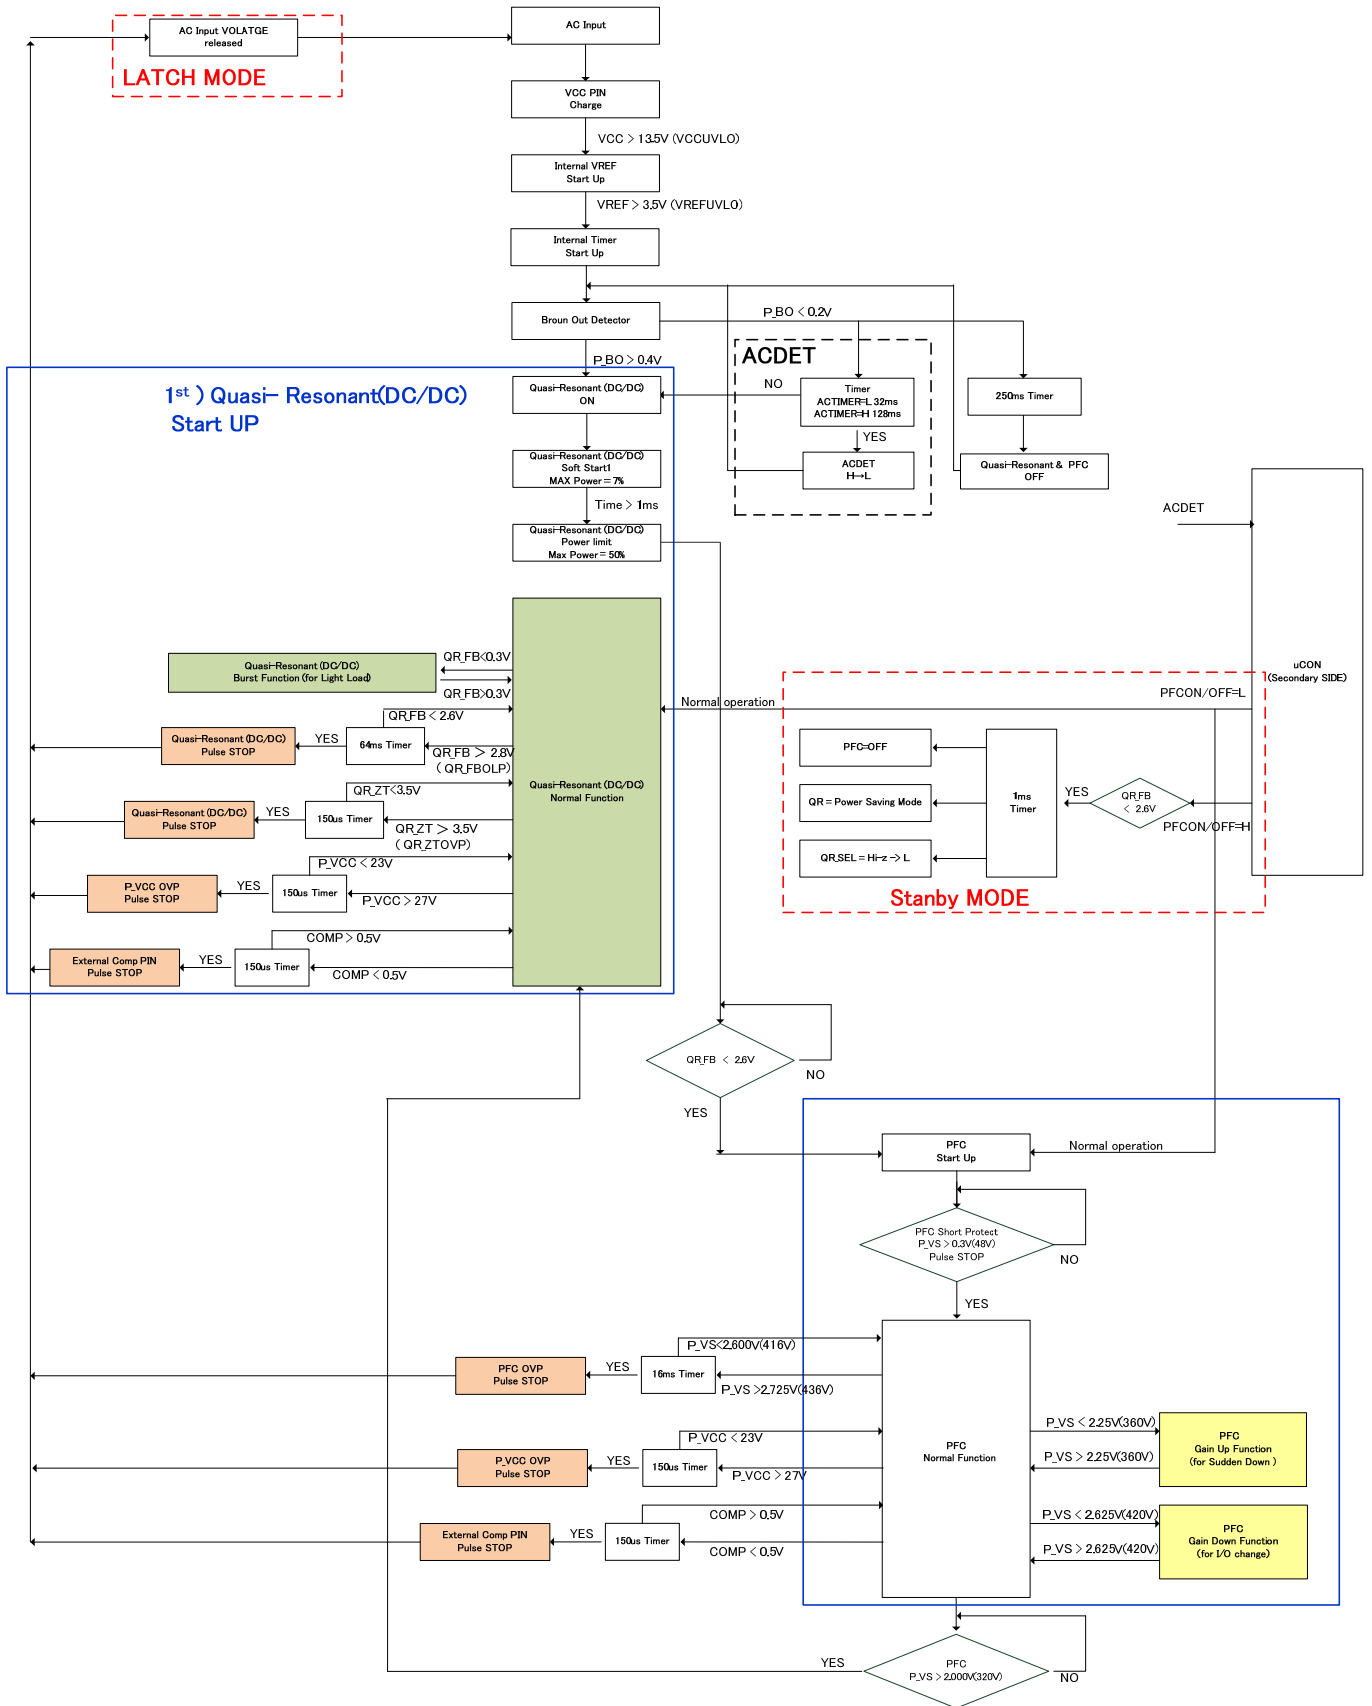 AC Input VOLATGE
released
LATCH MODE
AC Input
VCC PIN
Charge
VCC > 13.5V (VCCUVLO)
Internal VREF
Start Up
VREF > 3.5V (VREFUVLO)
Internal Timer
Start Up
Broun Out Detector
P_BO < 0.2V
P_BO > 0.4V
ACDET
Timer
ACTIMER=L 32ms
ACTIMER=H 128ms
NO
YES
ACDET
H→L
250ms Timer
Quasi-Resonant & PFC
OFF
1st ) Quasi- Resonant(DC/DC)
Start UP
Quasi-Resonant (DC/DC)
ON
Quasi-Resonant (DC/DC)
Soft Start1
MAX Power = 7%
Time > 1ms
Quasi-Resonant (DC/DC)
Power limit
Max Power = 50%
ACDET
uCON
(Secondary SIDE)
Quasi-Resonant (DC/DC)
Burst Function (for Light Load)
QR_FB<0.3V
QR_FB>0.3V
QR_FB < 2.6V
Quasi-Resonant (DC/DC)
Pulse STOP
YES
64ms Timer
QR_FB > 2.8V
( QR_FBOLP)
QR_ZT<3.5V
Quasi-Resonant (DC/DC)
Pulse STOP
YES
150us Timer
QR_ZT > 3.5V
( QR_ZTOVP)
P_VCC < 23V
P_VCC OVP
Pulse STOP
YES
150us Timer
P_VCC > 27V
COMP > 0.5V
External Comp PIN
Pulse STOP
YES
150us Timer
COMP < 0.5V
Quasi-Resonant (DC/DC)
Normal Function
Normal operation
PFCON/OFF=L
PFC=OFF
QR = Power Saving Mode
QR_SEL = Hi-z -> L
1ms
Timer
YES
QR_FB
< 2.6V
PFCON/OFF=H
Stanby MODE
QR_FB < 2.6V
NO
YES
PFC
Start Up
Normal operation
PFC Short Protect
P_VS > 0.3V(48V)
Pulse STOP
NO
YES
P_VS<2.600V(416V)
PFC OVP
Pulse STOP
YES
16ms Timer
P_VS >2.725V(436V)
P_VCC < 23V
P_VCC OVP
Pulse STOP
YES
150us Timer
P_VCC > 27V
COMP > 0.5V
External Comp PIN
Pulse STOP
YES
150us Timer
COMP < 0.5V
PFC
Normal Function
P_VS < 2.25V(360V)
P_VS > 2.25V(360V)
PFC
Gain Up Function
(for Sudden Down )
P_VS < 2.625V(420V)
P_VS > 2.625V(420V)
PFC
Gain Down Function
(for I/O change)
YES
PFC
P_VS > 2.000V(320V)
NO